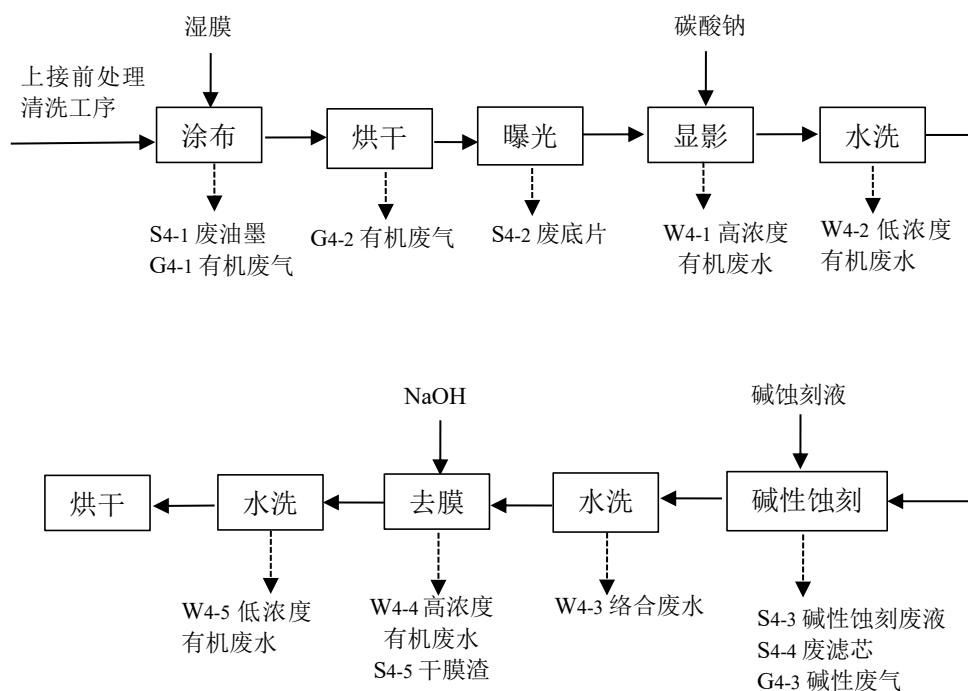 湿膜
碳酸钠
上接前处理
清洗工序
涂布
烘干
曝光
显影
水洗
S4-1 废油墨
G4-1 有机废气
G4-2 有机废气
S4-2 废底片
W4-1 高浓度
有机废水
W4-2 低浓度
有机废水
NaOH
碱蚀刻液
烘干
水洗
去膜
水洗
碱性蚀刻
W4-5 低浓度
有机废水
W4-4 高浓度
有机废水
S4-5 干膜渣
W4-3 络合废水
S4-3 碱性蚀刻废液
S4-4 废滤芯
G4-3 碱性废气